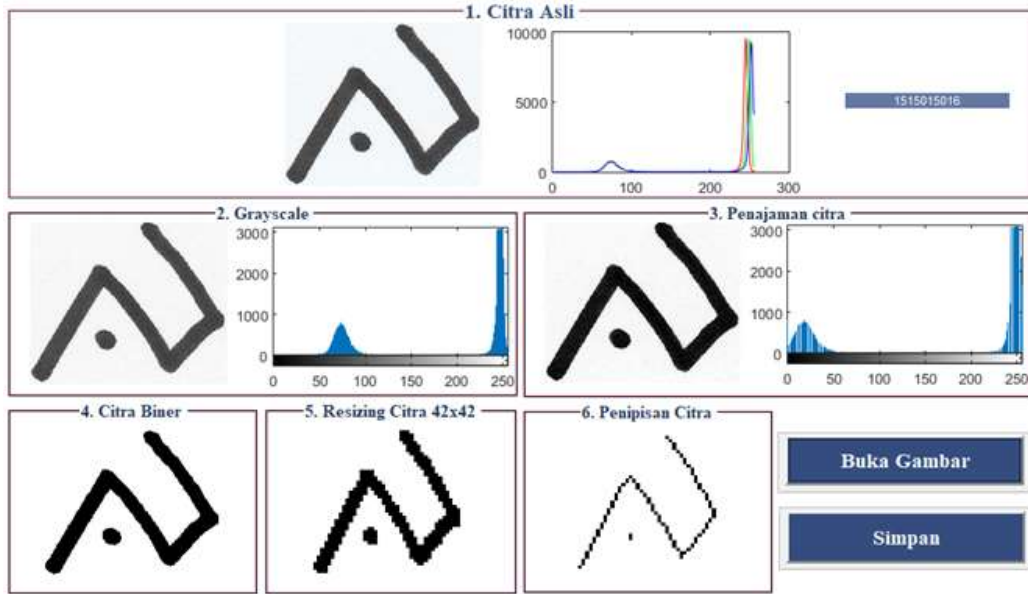 1. Citra Asli
10000
5000
0
0 100 200 300
1515015016
2. Grayscale
3000
2000
1000
0
0 50 100 150 200 250
3. Penajaman citra
3000
2000
1000
0
0 50 100 150 200 250
4. Citra Biner
5. Resizing Citra 42x42
6. Penipisan Citra
Buka Gambar
Simpan